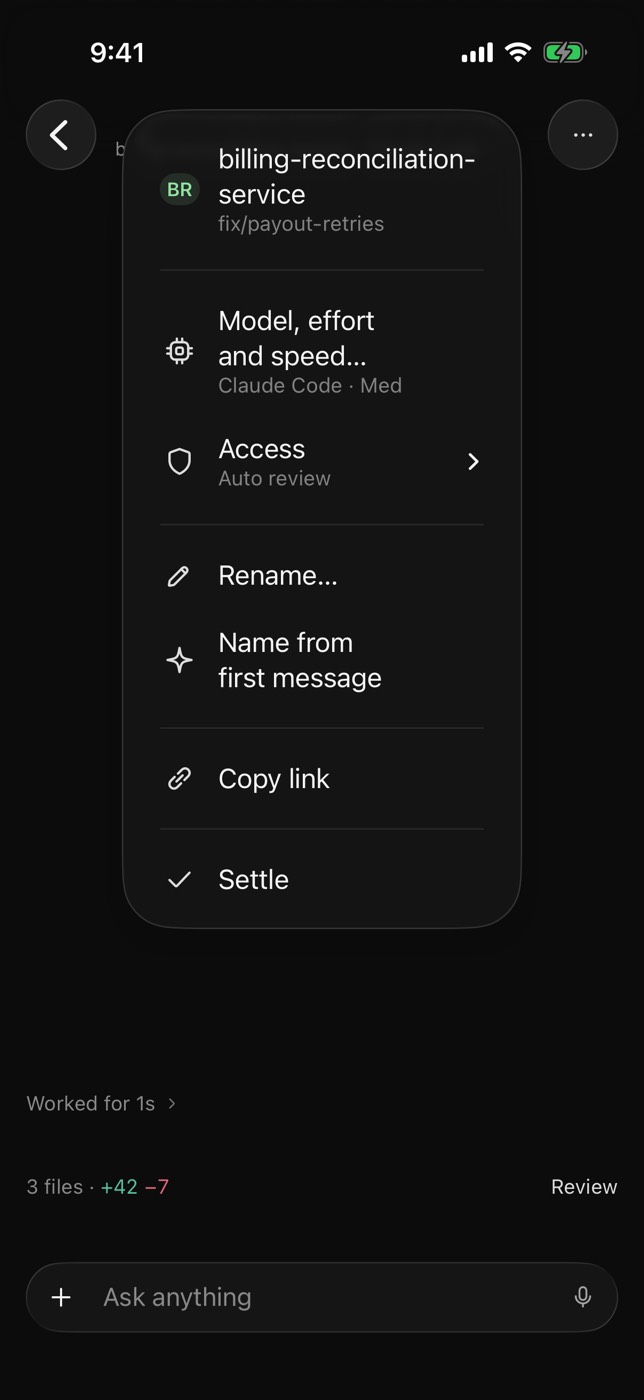 9:41
b
BR
billing-reconciliation-
service
fix/payout-retries
Model, effort
and speed...
Claude Code · Med
Access
Auto review
Rename...
Name from
first message
Copy link
Settle
Worked for 1s
3 files · +42 −7
Review
Ask anything